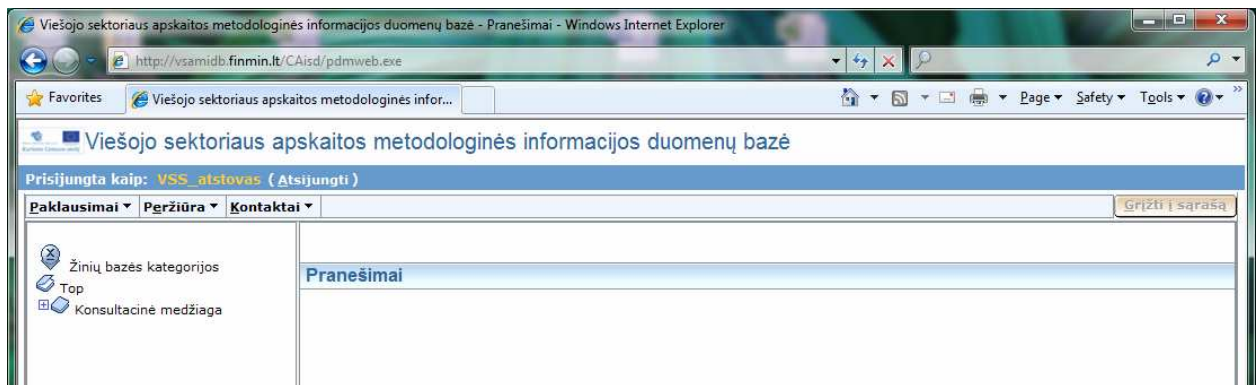 Viešojo sektoriaus apskaitos metodologinės informacijos duomenų bazė - Pranešimai - Windows Internet Explorer
http://vsamidb.finmin.lt/CAisd/pdmweb.exe
Favorites Viešojo sektoriaus apskaitos metodologinės infor... Page Safety Tools
Viešojo sektoriaus apskaitos metodologinės informacijos duomenų bazė
Prisijungta kaip: VSS_atstovas ( Atsijungti )
Paklausimai Peržiūra Kontaktai Grįžti į sąrašą
Žinių bazės kategorijos
Pranešimai
Top
Konsultacinė medžiaga